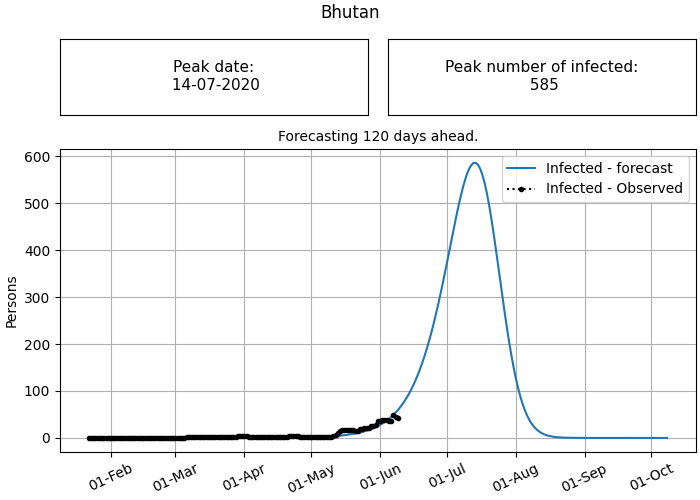 Bhutan
Peak date:
14-07-2020
Peak number of infected:
585
Forecasting 120 days ahead.
Infected - forecast
Infected - Observed
Persons
600
500
400
300
200
100
0
01-Feb
01-Mar
01-Apr
01-May
01-Jun
01-Jul
01-Aug
01-Sep
01-Oct